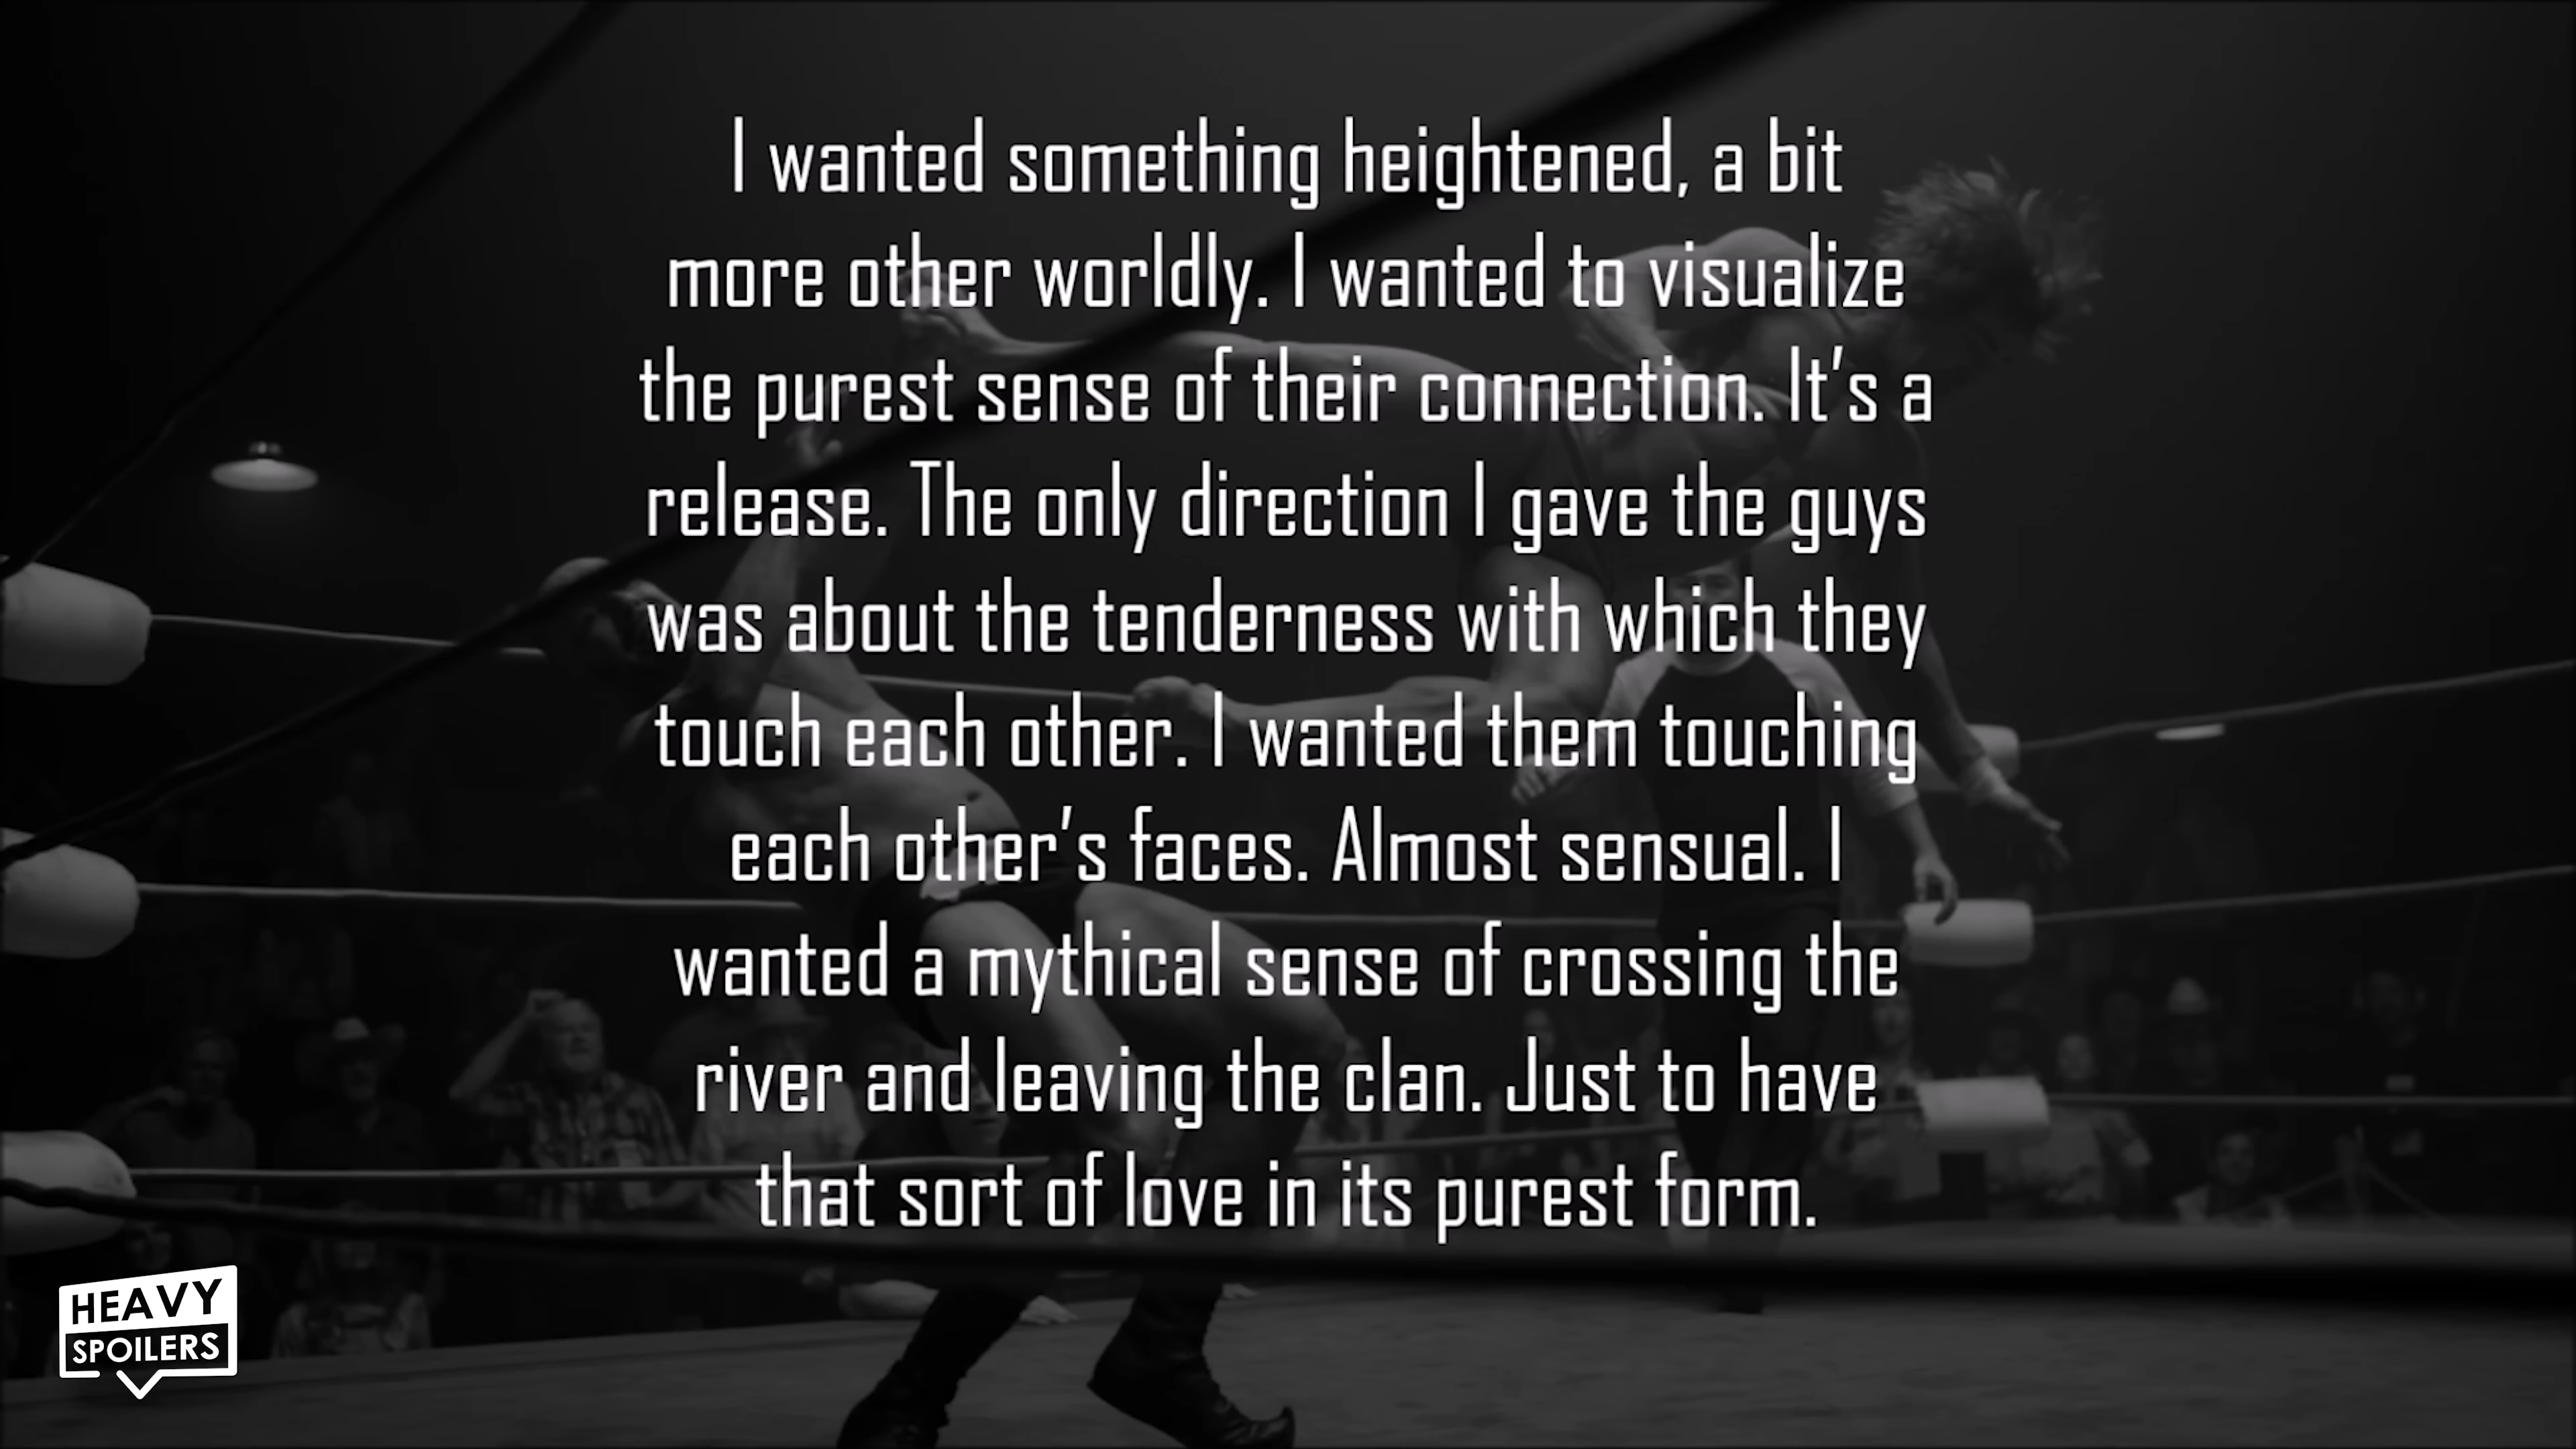 I wanted something heightened, a bit
more other worldly. I wanted to visualize
the purest sense of their connection. It's a
release. The only direction I gave the guys
was about the tenderness with which they
touch each other. I wanted them touching
each other's faces. Almost sensual. I
wanted a mythical sense of crossing the
river and leaving the clan. Just to have
that sort of love in its purest form.
HEAVY
SPOILERS